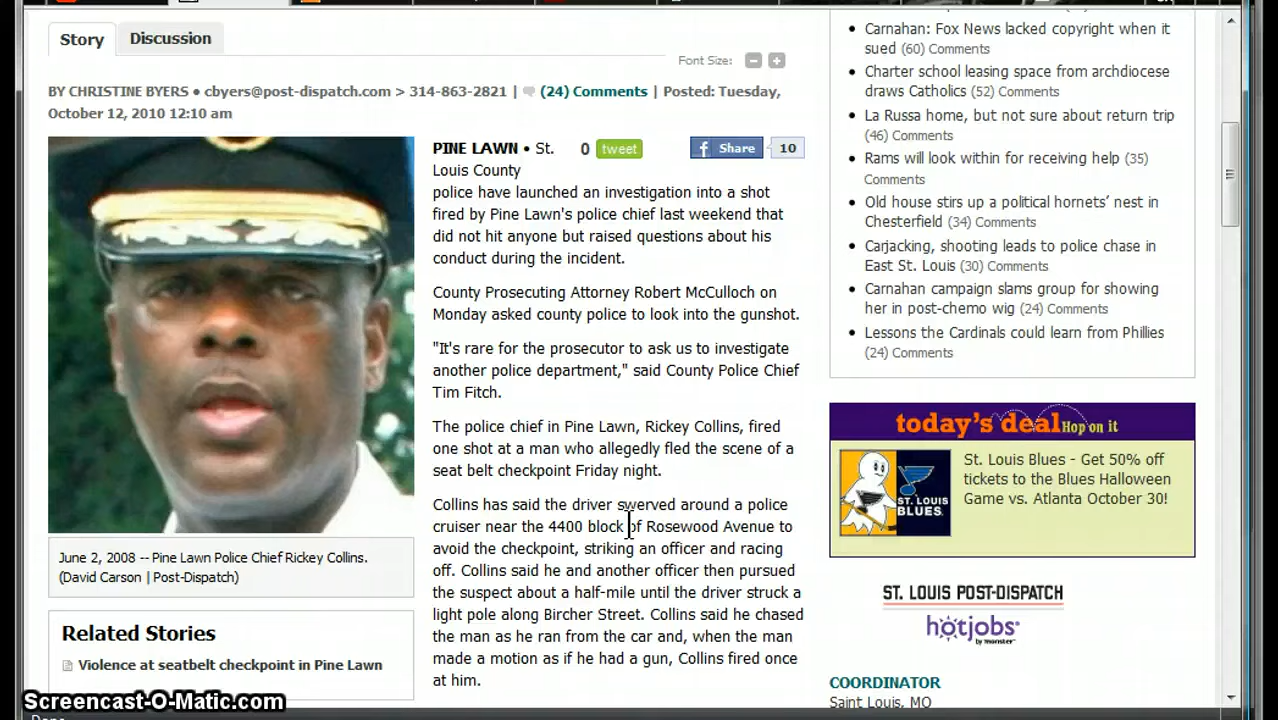 Story
Discussion
Font Size:
BY CHRISTINE BYERS • cbyers@post-dispatch.com > 314-863-2821 | (24) Comments | Posted: Tuesday,
October 12, 2010 12:10 am
PINE LAWN • St.
Louis County
0 tweet
Share 10
police have launched an investigation into a shot
fired by Pine Lawn's police chief last weekend that
did not hit anyone but raised questions about his
conduct during the incident.
County Prosecuting Attorney Robert McCulloch on
Monday asked county police to look into the gunshot.
"It's rare for the prosecutor to ask us to investigate
another police department," said County Police Chief
Tim Fitch.
The police chief in Pine Lawn, Rickey Collins, fired
one shot at a man who allegedly fled the scene of a
seat belt checkpoint Friday night.
Collins has said the driver swerved around a police
cruiser near the 4400 block of Rosewood Avenue to
avoid the checkpoint, striking an officer and racing
off. Collins said he and another officer then pursued
the suspect about a half-mile until the driver struck a
light pole along Bircher Street. Collins said he chased
the man as he ran from the car and, when the man
made a motion as if he had a gun, Collins fired once
at him.
June 2, 2008 -- Pine Lawn Police Chief Rickey Collins.
(David Carson | Post-Dispatch)
Related Stories
Violence at seatbelt checkpoint in Pine Lawn
Carnahan: Fox News lacked copyright when it
sued (60) Comments
Charter school leasing space from archdiocese
draws Catholics (52) Comments
La Russa home, but not sure about return trip
(46) Comments
Rams will look within for receiving help (35)
Comments
Old house stirs up a political hornets' nest in
Chesterfield (34) Comments
Carjacking, shooting leads to police chase in
East St. Louis (30) Comments
Carnahan campaign slams group for showing
her in post-chemo wig (24) Comments
Lessons the Cardinals could learn from Phillies
(24) Comments
today's deal Hop on it
ST. LOUIS
BLUES
St. Louis Blues - Get 50% off
tickets to the Blues Halloween
Game vs. Atlanta October 30!
ST. LOUIS POST-DISPATCH
hotjobs
by monster
COORDINATOR
Saint Louis, MO
Screencast-O-Matic.com